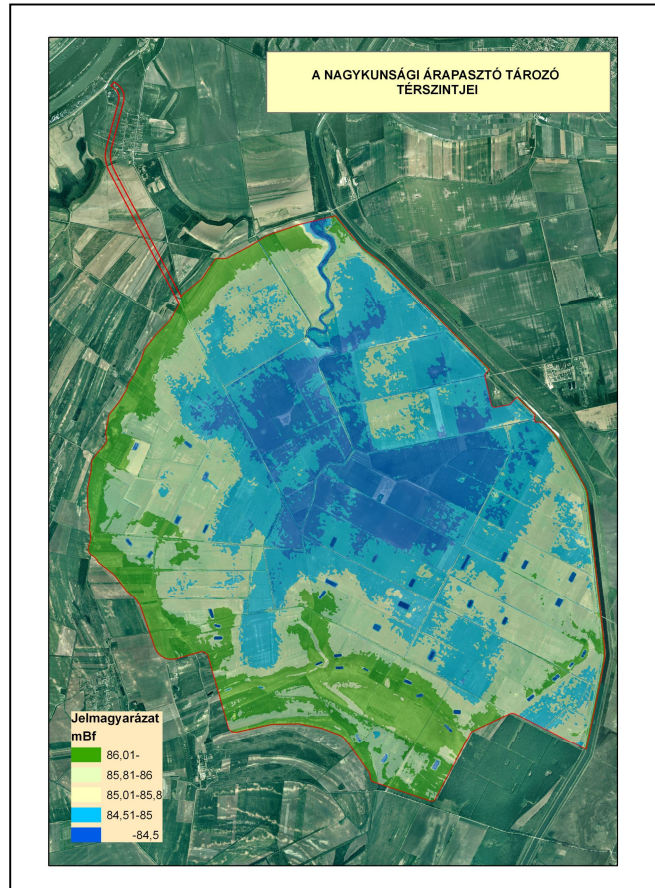 A NAGYKUNSÁGI ÁRAPASZTÓ TÁROZÓ
TÉRSZINTJEI
Jelmagyarázat
mBf
86,01-
85,81-86
85,01-85,8
84,51-85
-84,5